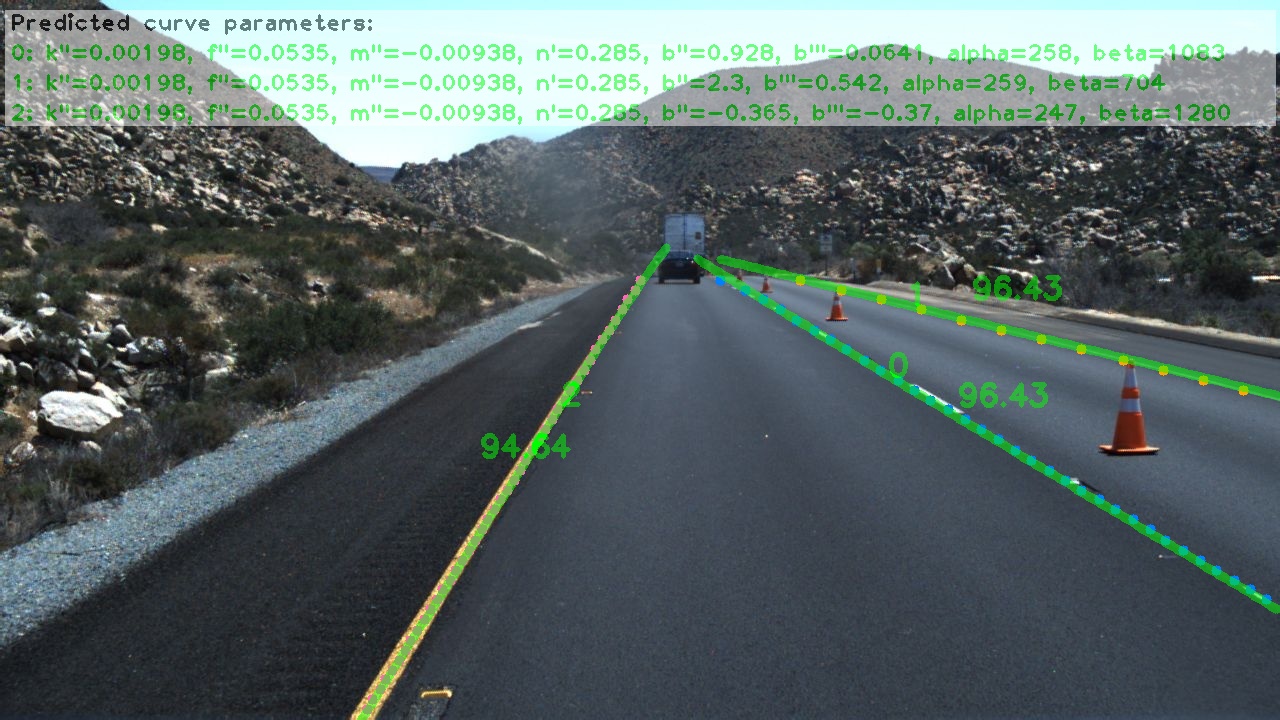 Predicted curve parameters:
0: k''=0.00198, f''=0.0535, m''=-0.00938, n'=0.285, b''=0.928, b'''=0.0641, alpha=258, beta=1083
1: k''=0.00198, f''=0.0535, m''=-0.00938, n'=0.285, b''=2.3, b'''=0.542, alpha=259, beta=704
2: k''=0.00198, f''=0.0535, m''=-0.00938, n'=0.285, b''=-0.365, b'''=-0.37, alpha=247, beta=1280
1 96.43
0
96.43
2
94.64